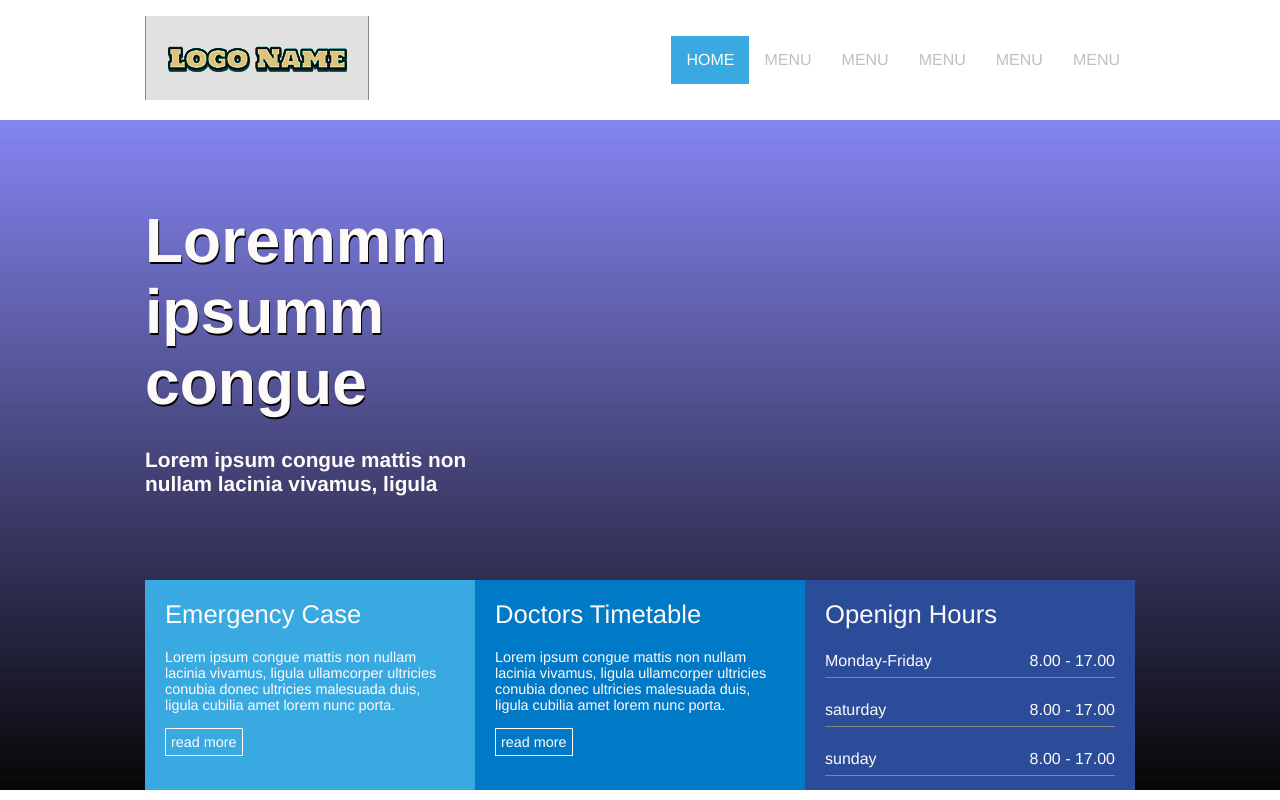 LOGO NAME
HOME MENU MENU MENU MENU MENU
Loremmm
ipsumm
congue
Lorem ipsum congue mattis non
nullam lacinia vivamus, ligula
Emergency Case
Lorem ipsum congue mattis non nullam
lacinia vivamus, ligula ullamcorper ultricies
conubia donec ultricies malesuada duis,
ligula cubilia amet lorem nunc porta.
read more
Doctors Timetable
Lorem ipsum congue mattis non nullam
lacinia vivamus, ligula ullamcorper ultricies
conubia donec ultricies malesuada duis,
ligula cubilia amet lorem nunc porta.
read more
Openign Hours
Monday-Friday 8.00 - 17.00
saturday 8.00 - 17.00
sunday 8.00 - 17.00